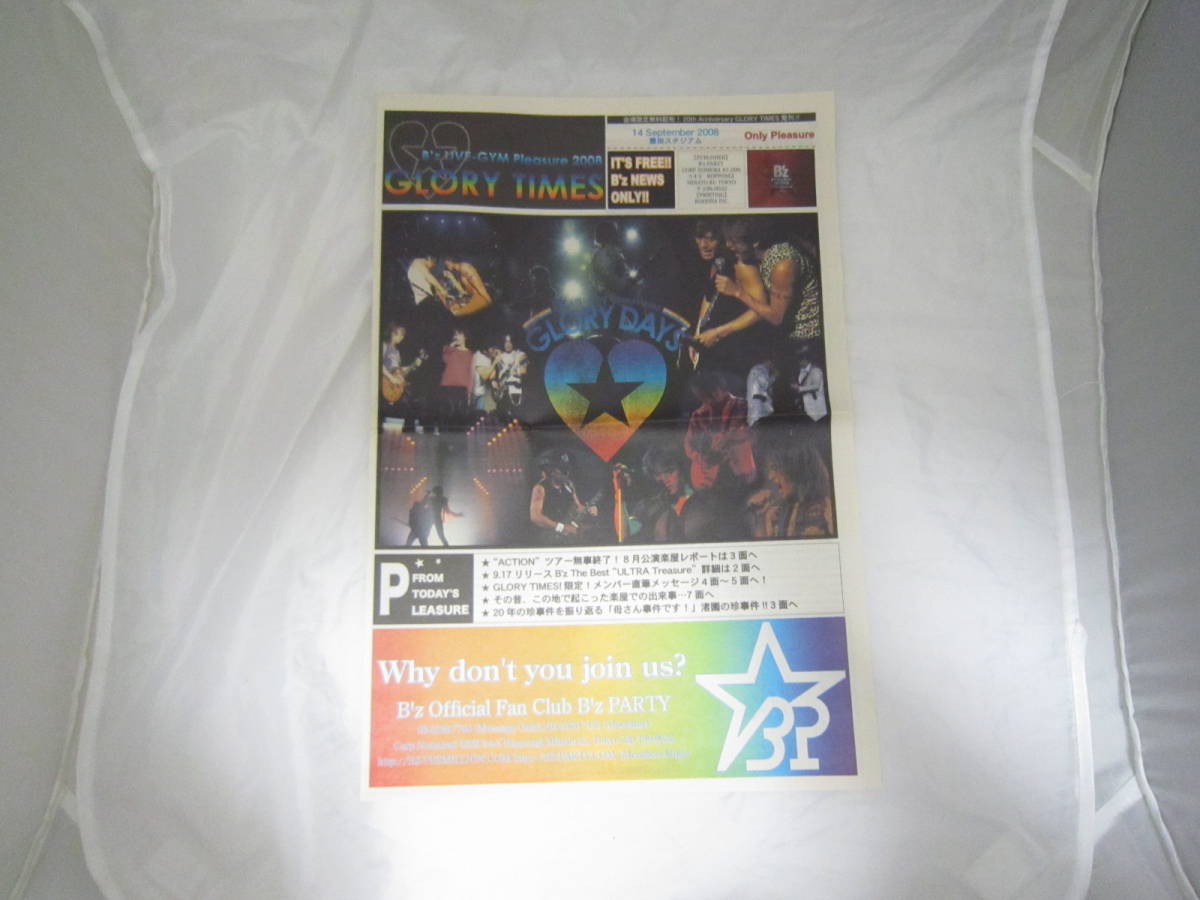 B'z LIVE-GYM Pleasure 2008
GLORY TIMES
会場限定無料配布！20th Anniversary GLORY TIMES 発刊!!
14 September 2008
豊田スタジアム
Only Pleasure
IT'S FREE!!
B'z NEWS
ONLY!!
B'z PARTY
B'z
GLORY DAYS
P FROM
TODAY'S
LEASURE
★ "ACTION" ツアー無事終了！8月公演楽屋レポートは3面へ
★ 9.17 リリース B'z The Best "ULTRA Treasure" 詳細は2面へ
★ GLORY TIMES! 限定！メンバー直筆メッセージ4面〜5面へ！
★ その昔、この地で起こった楽屋での出来事…7面へ
★ 20年の珍事件を振り返る「母さん事件です！」渚園の珍事件!!3面へ
Why don't you join us?
B'z Official Fan Club B'z PARTY
BP